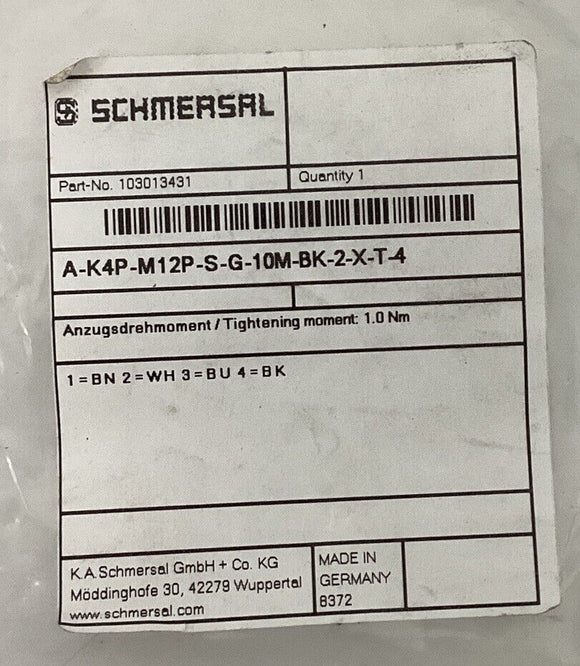 SCHMERSAL
Part-No. 103013431
Quantity 1
A-K4P-M12P-S-G-10M-BK-2-X-T-4
Anzugsdrehmoment / Tightening moment: 1.0 Nm
1=BN 2=WH 3=BU 4=BK
K.A.Schmersal GmbH + Co. KG
Möddinghofe 30, 42279 Wuppertal
www.schmersal.com
MADE IN
GERMANY
8372